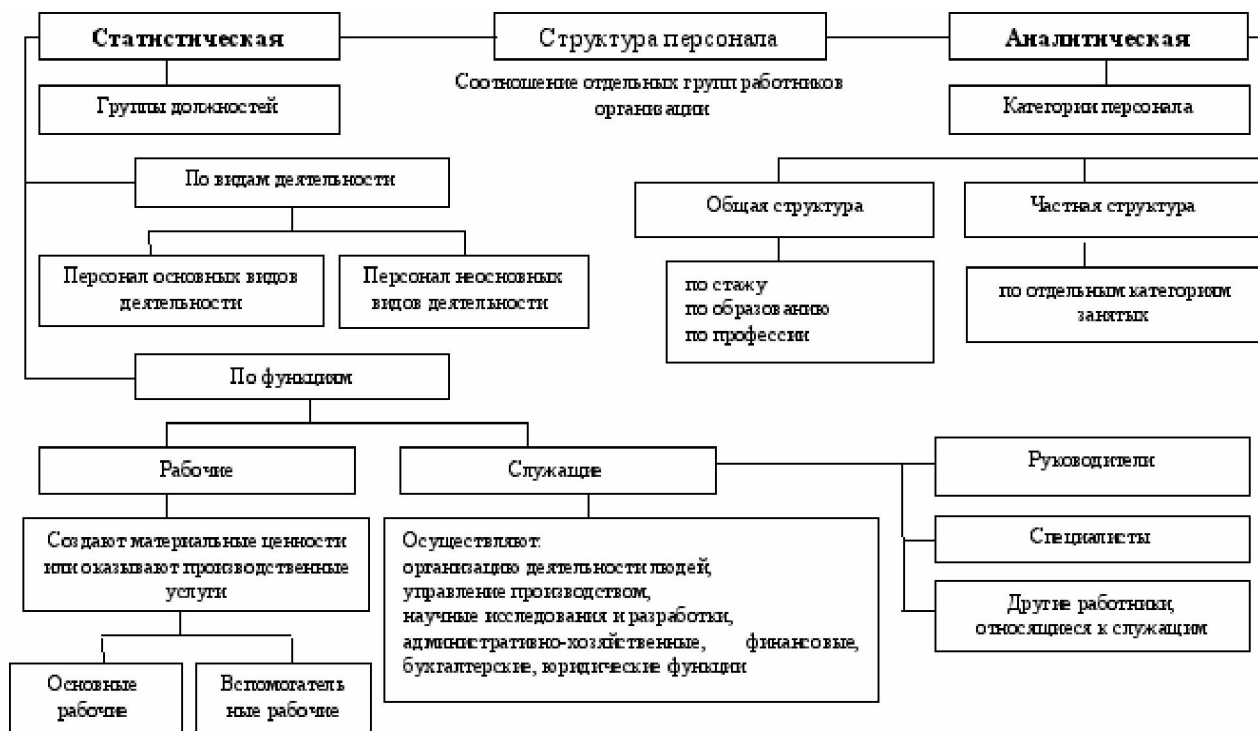 Статистическая
Структура персонала
Аналитическая
Группы должностей
Соотношение отдельных групп работников
организации
Категории персонала
По видам деятельности
Общая структура
Частная структура
Персонал основных видов
деятельности
Персонал неосновных
видов деятельности
по стажу
по образованию
по профессии
по отдельным категориям
занятых
По функциям
Рабочие
Служащие
Руководители
Создают материальные ценности
или оказывают производственные
услуги
Осуществляют:
организацию деятельности людей,
управление производством,
научные исследования и разработки,
административно-хозяйственные, финансовые,
бухгалтерские, юридические функции
Специалисты
Другие работники,
относящиеся к служащим
Основные
рабочие
Вспомогатель
ные рабочие